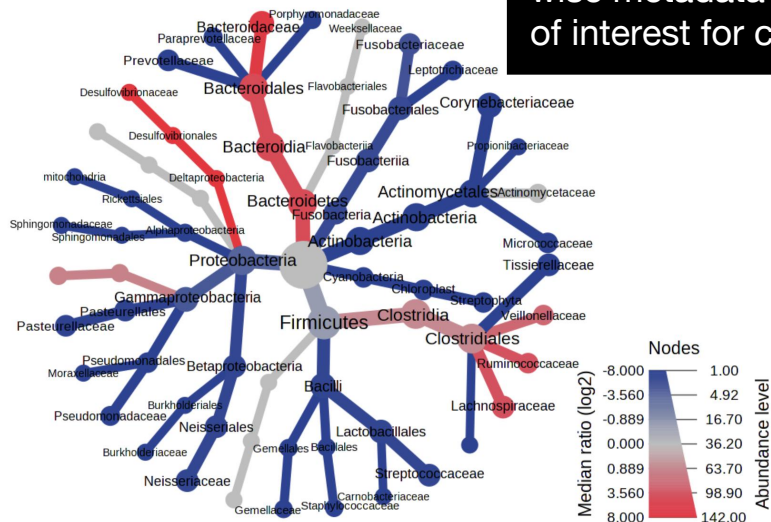 wise metadata
of interest for c
Porphyromonadaceae
Bacteroidaceae
Weeksellaceae
Paraprevotellaceae
Fusobacteriaceae
Prevotellaceae
Leptotrichiaceae
Bacteroidales
Flavobacteriales
Desulfovibrionaceae
Fusobacteriales
Corynebacteriaceae
Desulfovibrionales
Bacteroidia
Flavobacteriia
Propionibacteriaceae
Fusobacteriia
mitochondria
Deltaproteobacteria
Actinomycetales
Actinomycetaceae
Rickettsiales
Bacteroidetes
Fusobacteria
Actinobacteria
Sphingomonadaceae
Alphaproteobacteria
Sphingomonadales
Actinobacteria
Micrococcaceae
Proteobacteria
Tissierellaceae
Cyanobacteria
Chloroplast
Gammaproteobacteria
Streptophyta
Pasteurellales
Firmicutes
Clostridia
Veillonellaceae
Pasteurellaceae
Clostridiales
Pseudomonadales
Betaproteobacteria
Ruminococcaceae
Moraxellaceae
Bacilli
Burkholderiales
Lachnospiraceae
Pseudomonadaceae
Neisseriales
Lactobacillales
Burkholderiaceae
Gemellales
Bacillales
Streptococcaceae
Neisseriaceae
Carnobacteriaceae
Gemellaceae
Staphylococcaceae
Nodes
Median ratio (log2)
Abundance level
-8.000 1.00
-3.560 4.92
-0.889 16.70
0.000 36.20
0.889 63.70
3.560 98.90
8.000 142.00